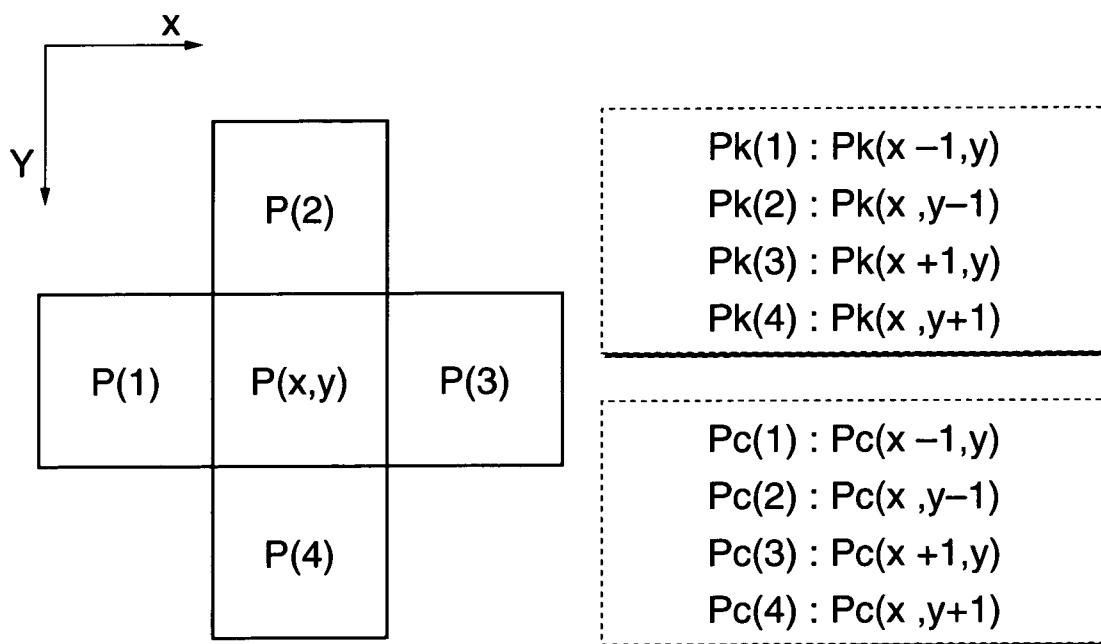 X
Y
P(2)
P(1)
P(x,y)
P(3)
P(4)
Pk(1) : Pk(x –1,y)
Pk(2) : Pk(x ,y–1)
Pk(3) : Pk(x +1,y)
Pk(4) : Pk(x ,y+1)
Pc(1) : Pc(x –1,y)
Pc(2) : Pc(x ,y–1)
Pc(3) : Pc(x +1,y)
Pc(4) : Pc(x ,y+1)